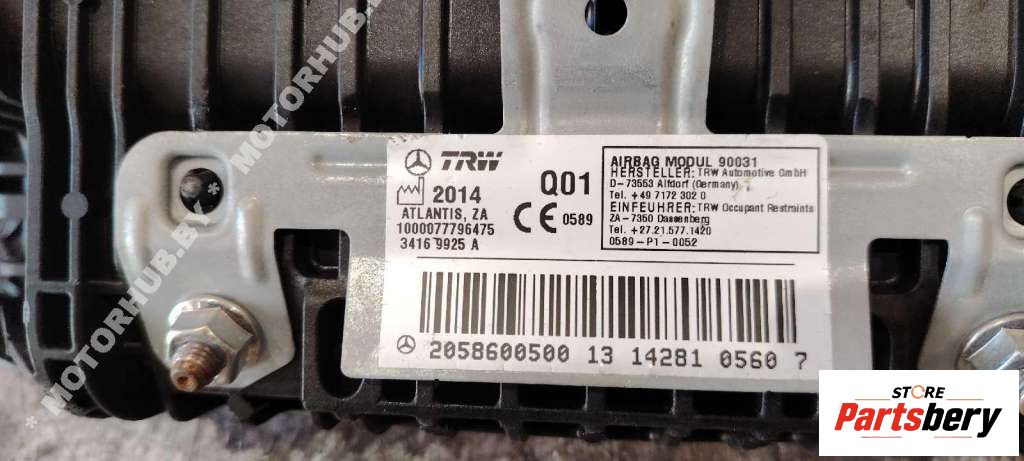 TRW
2014
ATLANTIS, ZA
1000077796475
3416 9925 A
Q01
CE 0589
AIRBAG MODUL 90031
HERSTELLER: TRW Automotive GmbH
D-73553 Alfdorf (Germany)
Tel. +49 7172 302 0
EINFEUHRER: TRW Occupant Restraints
ZA-7350 Dassenberg
Tel. +27.21.577.1420
0589-P1-0052
2058600500 13 14281 0560 7
* MOTORHUB.BY * MOTORHUB.BY
STORE
Partsbery